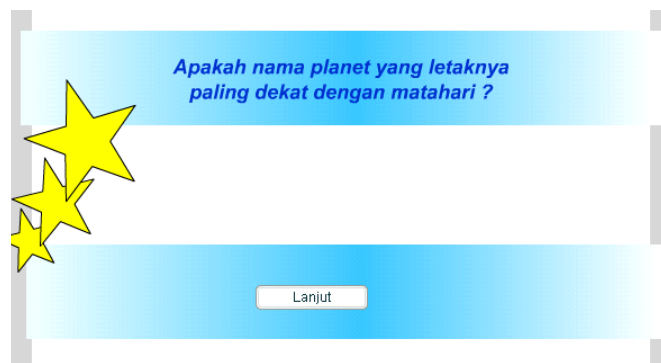 Apakah nama planet yang letaknya
paling dekat dengan matahari ?
Lanjut